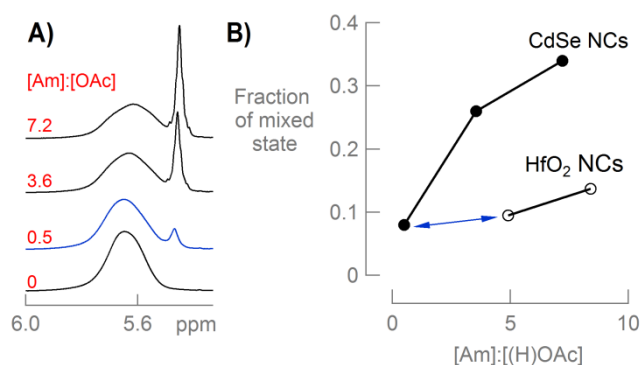 A)
[Am]:[OAc]
7.2
3.6
0.5
0
6.0 5.6 ppm
B)
Fraction
of mixed
state
0.4
0.3
0.2
0.1
0
CdSe NCs
HfO₂ NCs
0 5 10
[Am]:[(H)OAc]